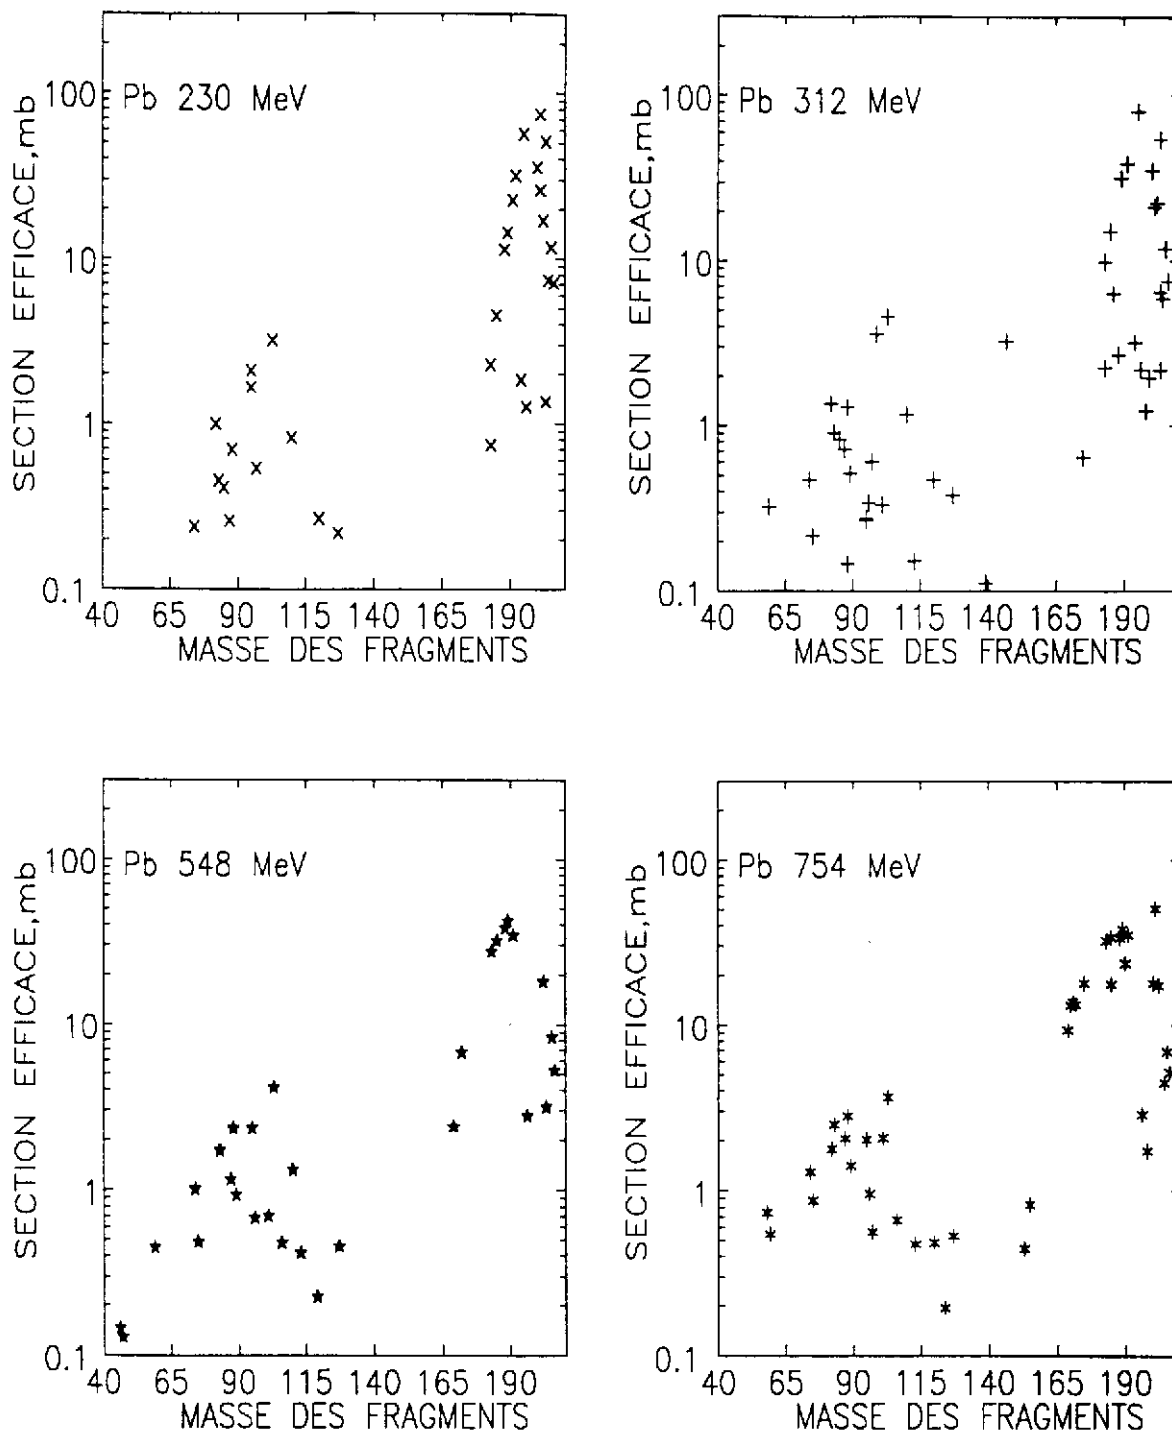 SECTION EFFICACE,mb
Pb 230 MeV
100
10
1
0.1
40 65 90 115 140 165 190
MASSE DES FRAGMENTS
SECTION EFFICACE,mb
Pb 312 MeV
100
10
1
0.1
40 65 90 115 140 165 190
MASSE DES FRAGMENTS
SECTION EFFICACE,mb
Pb 548 MeV
100
10
1
0.1
40 65 90 115 140 165 190
MASSE DES FRAGMENTS
SECTION EFFICACE,mb
Pb 754 MeV
100
10
1
0.1
40 65 90 115 140 165 190
MASSE DES FRAGMENTS